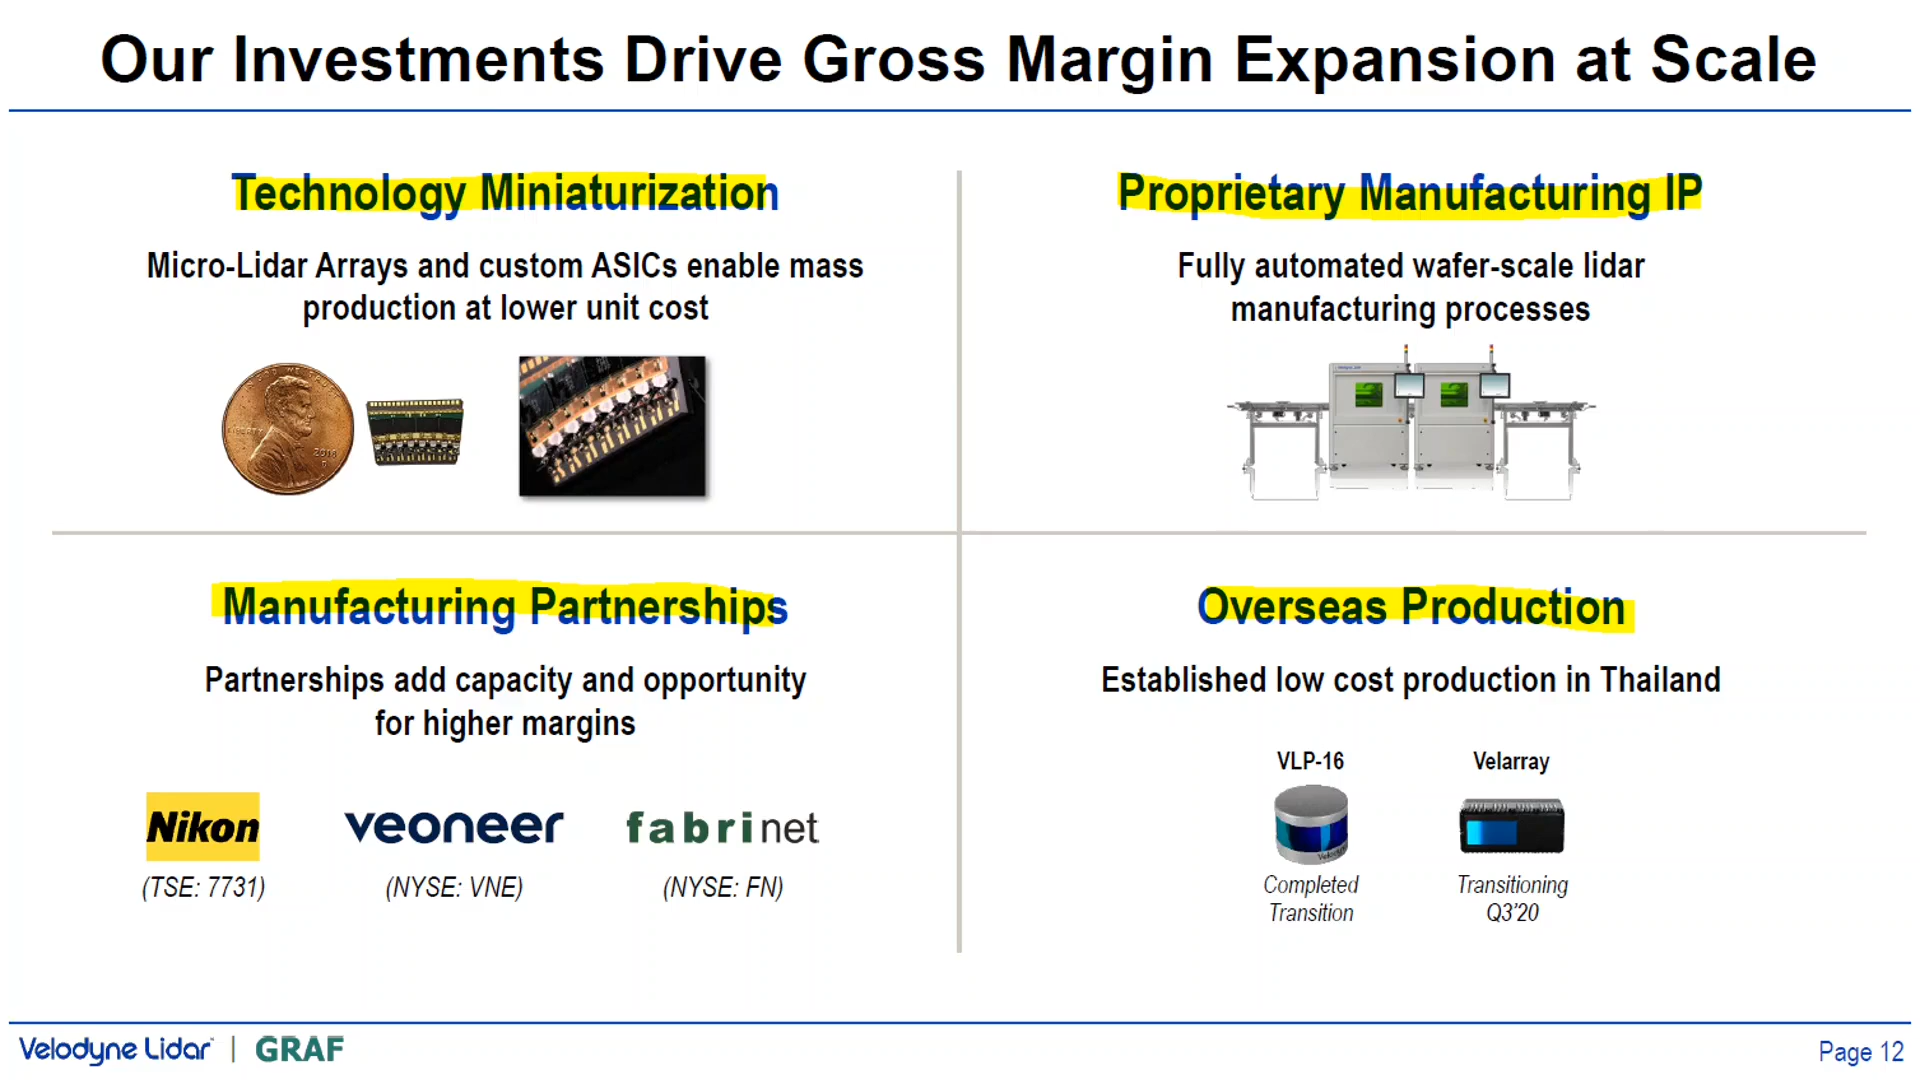 Our Investments Drive Gross Margin Expansion at Scale
Technology Miniaturization
Micro-Lidar Arrays and custom ASICs enable mass
production at lower unit cost
2018
D
Proprietary Manufacturing IP
Fully automated wafer-scale lidar
manufacturing processes
Manufacturing Partnerships
Partnerships add capacity and opportunity
for higher margins
Nikon
(TSE: 7731)
veoneer
(NYSE: VNE)
fabrinet
(NYSE: FN)
Overseas Production
Established low cost production in Thailand
VLP-16
Completed
Transition
Velarray
Transitioning
Q3’20
Velodyne Lidar | GRAF
Page 12